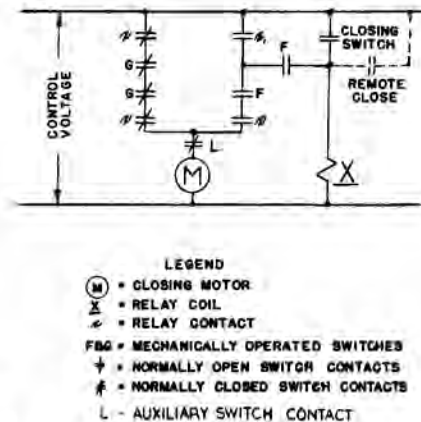 CONTROL VOLTAGE
G
G
F
F
CLOSING
SWITCH
REMOTE
CLOSE
L
M
X
LEGEND
M = CLOSING MOTOR
X = RELAY COIL
= RELAY CONTACT
F&G = MECHANICALLY OPERATED SWITCHES
= NORMALLY OPEN SWITCH CONTACTS
= NORMALLY CLOSED SWITCH CONTACTS
L - AUXILIARY SWITCH CONTACT